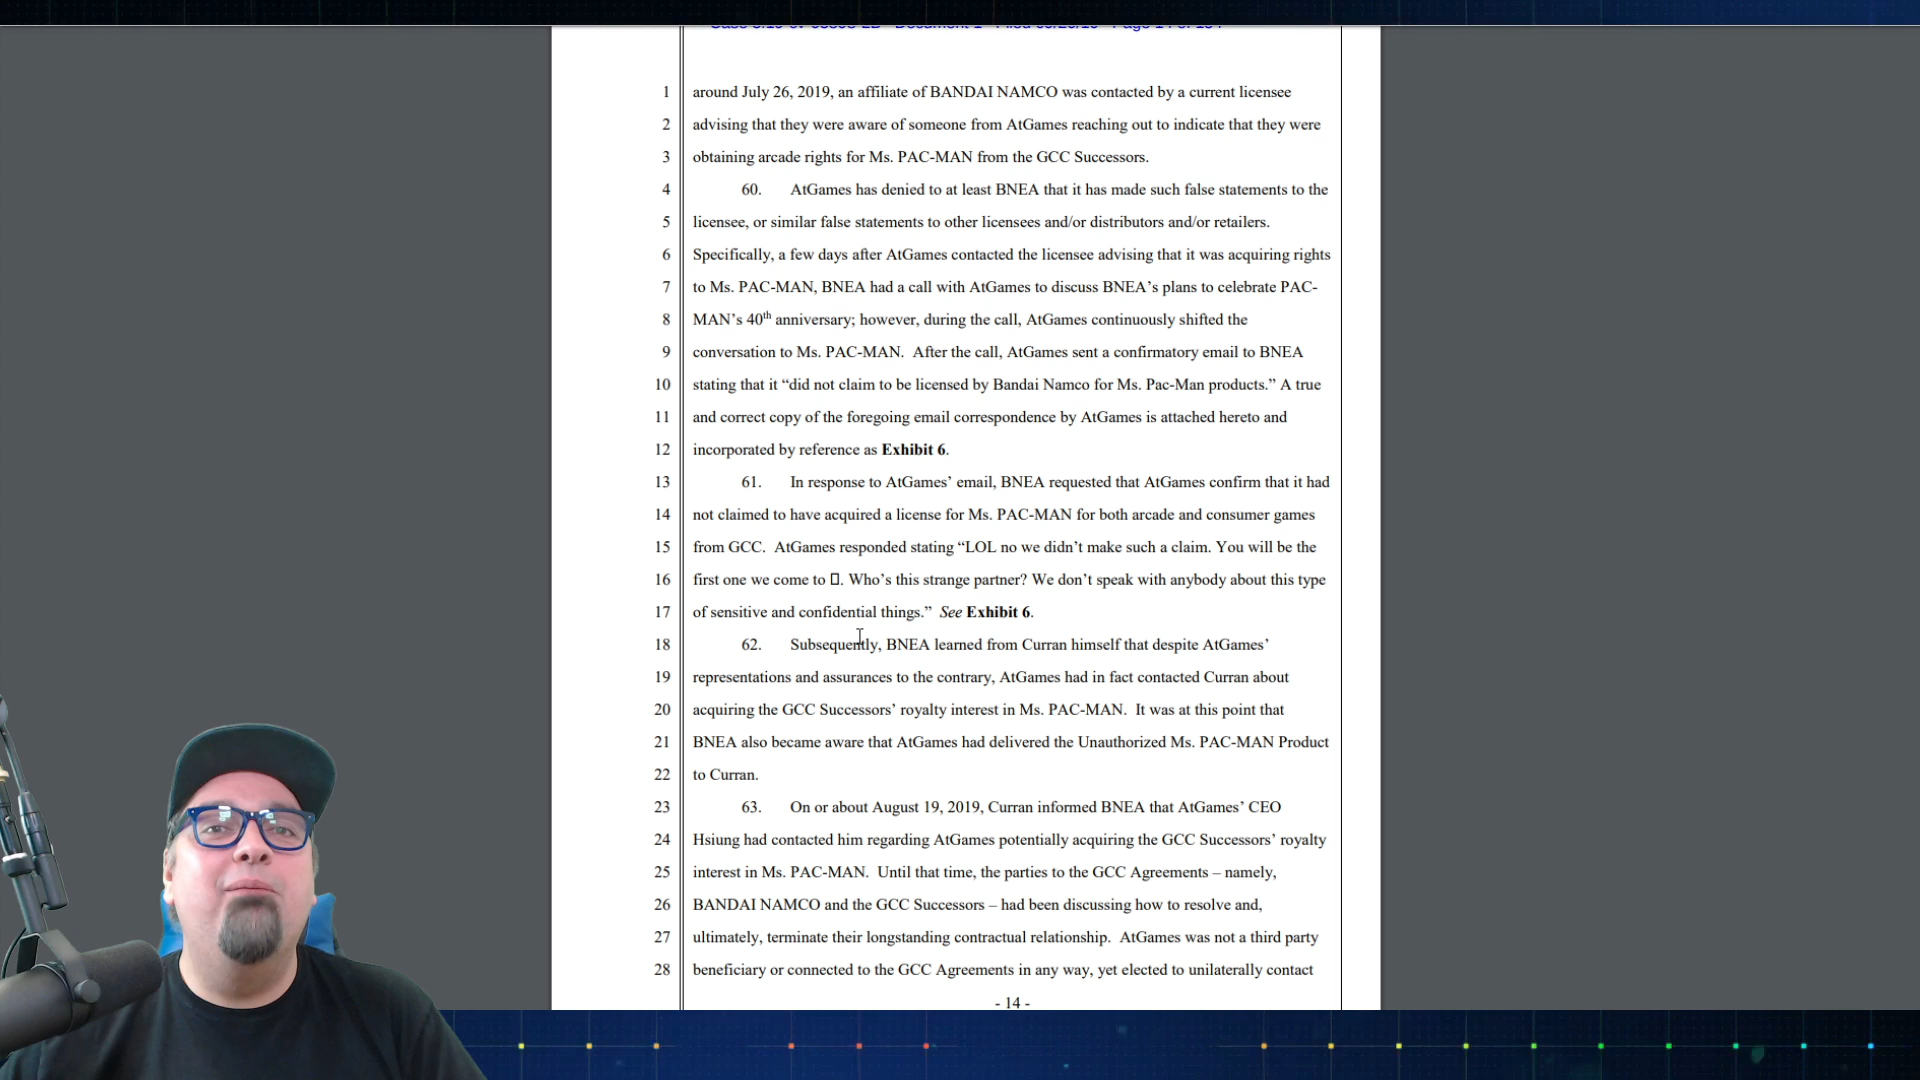 1 around July 26, 2019, an affiliate of BANDAI NAMCO was contacted by a current licensee
2 advising that they were aware of someone from AtGames reaching out to indicate that they were
3 obtaining arcade rights for Ms. PAC-MAN from the GCC Successors.
4 60. AtGames has denied to at least BNEA that it has made such false statements to the
5 licensee, or similar false statements to other licensees and/or distributors and/or retailers.
6 Specifically, a few days after AtGames contacted the licensee advising that it was acquiring rights
7 to Ms. PAC-MAN, BNEA had a call with AtGames to discuss BNEA’s plans to celebrate PAC-
8 MAN’s 40th anniversary; however, during the call, AtGames continuously shifted the
9 conversation to Ms. PAC-MAN. After the call, AtGames sent a confirmatory email to BNEA
10 stating that it “did not claim to be licensed by Bandai Namco for Ms. Pac-Man products.” A true
11 and correct copy of the foregoing email correspondence by AtGames is attached hereto and
12 incorporated by reference as Exhibit 6.
13 61. In response to AtGames’ email, BNEA requested that AtGames confirm that it had
14 not claimed to have acquired a license for Ms. PAC-MAN for both arcade and consumer games
15 from GCC. AtGames responded stating “LOL no we didn’t make such a claim. You will be the
16 first one we come to ▯. Who’s this strange partner? We don’t speak with anybody about this type
17 of sensitive and confidential things.” See Exhibit 6.
18 62. Subsequently, BNEA learned from Curran himself that despite AtGames’
19 representations and assurances to the contrary, AtGames had in fact contacted Curran about
20 acquiring the GCC Successors’ royalty interest in Ms. PAC-MAN. It was at this point that
21 BNEA also became aware that AtGames had delivered the Unauthorized Ms. PAC-MAN Product
22 to Curran.
23 63. On or about August 19, 2019, Curran informed BNEA that AtGames’ CEO
24 Hsiung had contacted him regarding AtGames potentially acquiring the GCC Successors’ royalty
25 interest in Ms. PAC-MAN. Until that time, the parties to the GCC Agreements – namely,
26 BANDAI NAMCO and the GCC Successors – had been discussing how to resolve and,
27 ultimately, terminate their longstanding contractual relationship. AtGames was not a third party
28 beneficiary or connected to the GCC Agreements in any way, yet elected to unilaterally contact
- 14 -